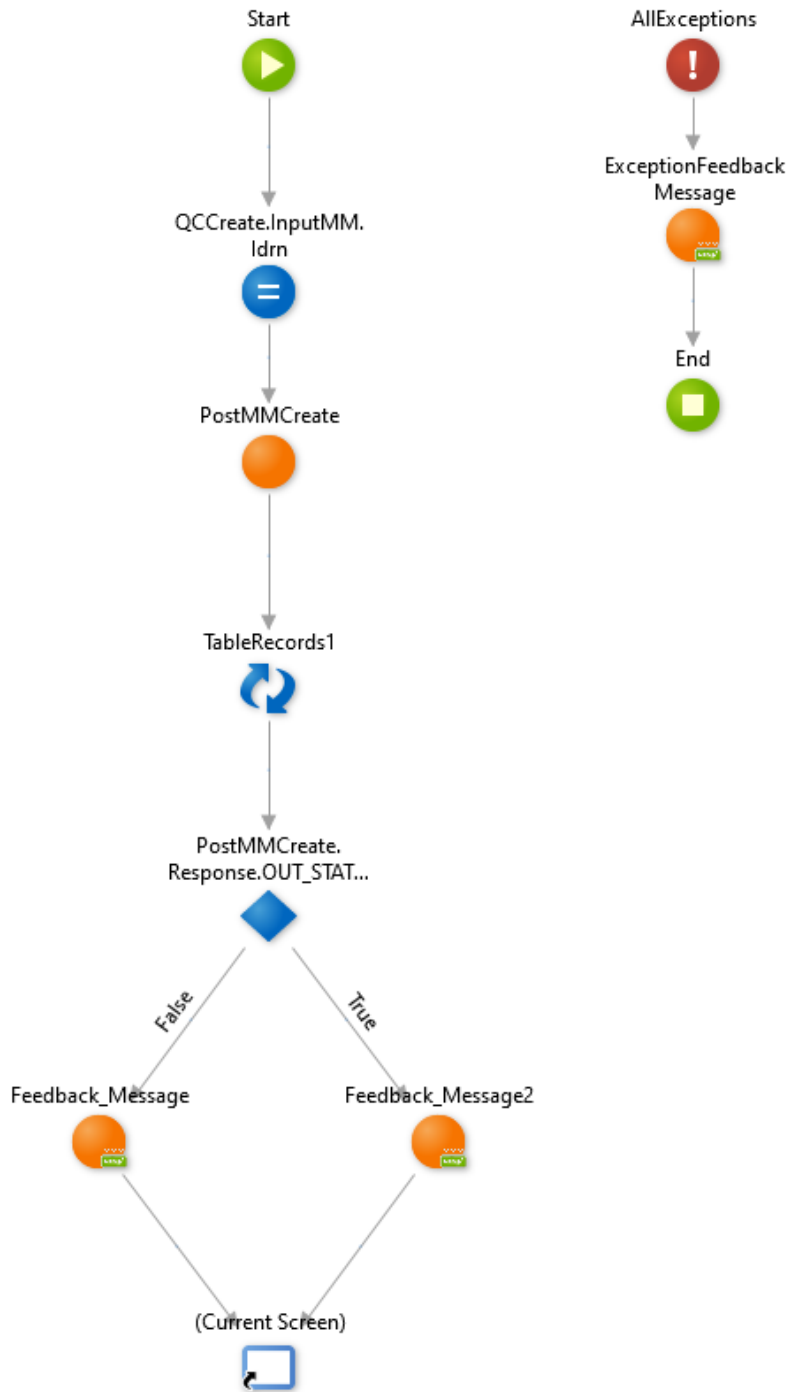 Start
QCCreate.InputMM.
Idrn
PostMMCreate
TableRecords1
PostMMCreate.
Response.OUT_STAT...
False
True
Feedback_Message
Feedback_Message2
(Current Screen)
AllExceptions
ExceptionFeedback
Message
End